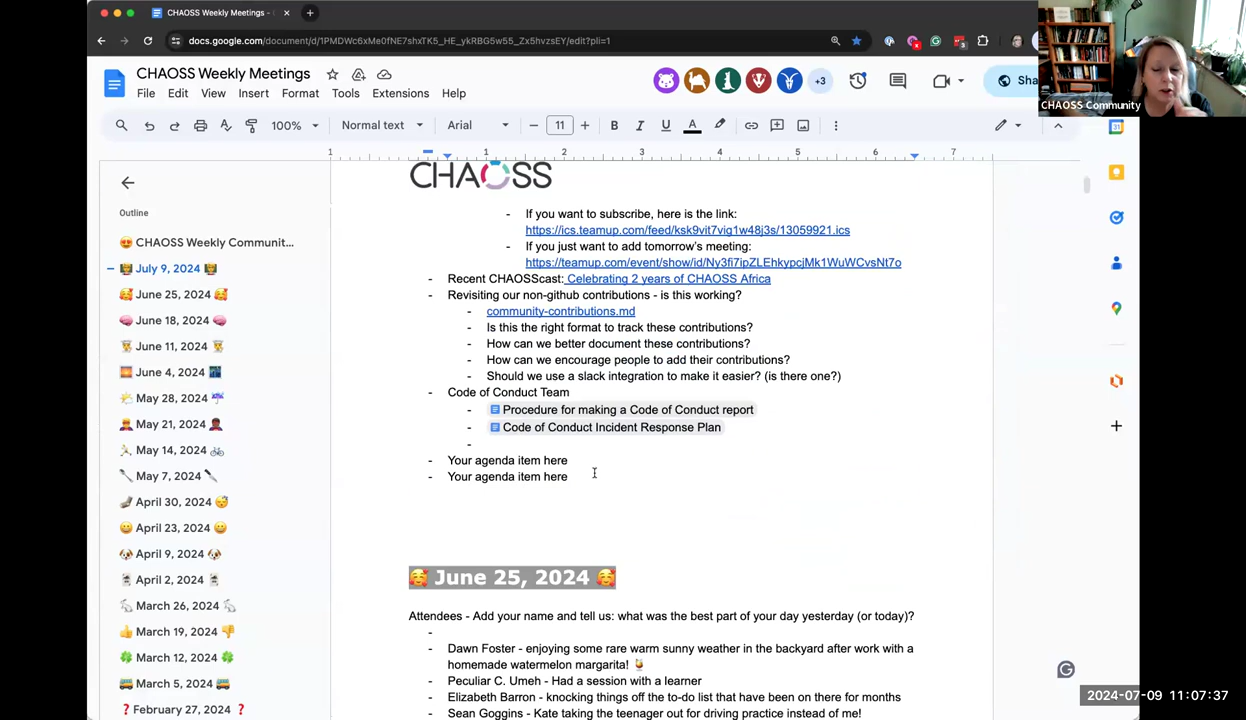 CHAOSS Weekly Meetings -
docs.google.com/document/d/1PMDWc6xMe0fNE7shxTK5_HE_ykRBG5w55_Zx5hvzsEY/edit?pli=1
CHAOSS Weekly Meetings
+3
Sha
File Edit View Insert Format Tools Extensions Help
100% Normal text Arial 11 B I U A
1 1 2 3 4 5 6 7
CHAOSS Community
CHAOSS
Outline
😍 CHAOSS Weekly Communit...
July 9, 2024
🥰 June 25, 2024 🥰
🧠 June 18, 2024 🧠
June 11, 2024
June 4, 2024
May 28, 2024
May 21, 2024
May 14, 2024
May 7, 2024
April 30, 2024
😀 April 23, 2024 😀
🐶 April 9, 2024 🐶
April 2, 2024
March 26, 2024
👍 March 19, 2024 👎
🍀 March 12, 2024 🍀
March 5, 2024
❓ February 27, 2024 ❓
- If you want to subscribe, here is the link:
https://ics.teamup.com/feed/ksk9vit7vig1w48j3s/13059921.ics
- If you just want to add tomorrow's meeting:
https://teamup.com/event/show/id/Ny3fi7ipZLEhkypcjMk1WuWCvsNt7o
- Recent CHAOSScast: Celebrating 2 years of CHAOSS Africa
- Revisiting our non-github contributions - is this working?
- community-contributions.md
- Is this the right format to track these contributions?
- How can we better document these contributions?
- How can we encourage people to add their contributions?
- Should we use a slack integration to make it easier? (is there one?)
- Code of Conduct Team
- Procedure for making a Code of Conduct report
- Code of Conduct Incident Response Plan
-
- Your agenda item here
- Your agenda item here
🥰 June 25, 2024 🥰
Attendees - Add your name and tell us: what was the best part of your day yesterday (or today)?
-
- Dawn Foster - enjoying some rare warm sunny weather in the backyard after work with a
homemade watermelon margarita! 🍹
- Peculiar C. Umeh - Had a session with a learner
- Elizabeth Barron - knocking things off the to-do list that have been on there for months
- Sean Goggins - Kate taking the teenager out for driving practice instead of me!
2024-07-09 11:07:37